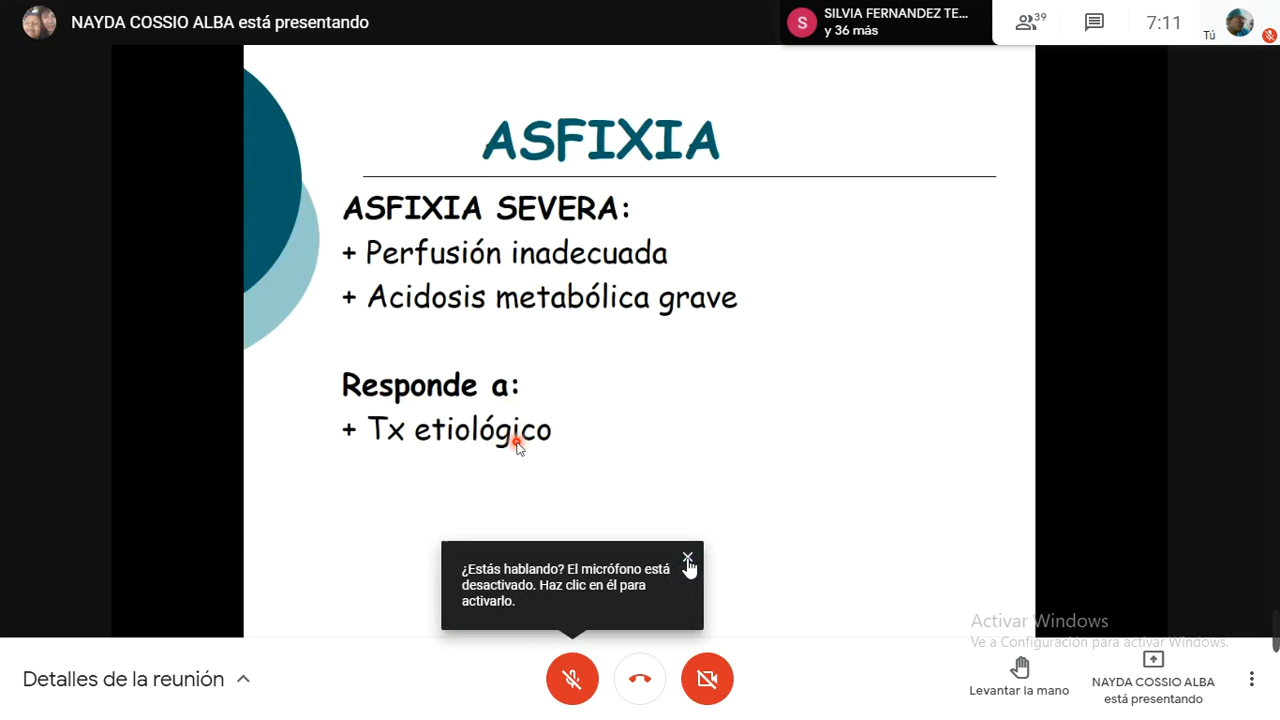 NAYDA COSSIO ALBA está presentando
SILVIA FERNANDEZ TE...
y 36 más
39
7:11
Tú
S
ASFIXIA
ASFIXIA SEVERA:
+ Perfusión inadecuada
+ Acidosis metabólica grave
Responde a:
+ Tx etiológico
¿Estás hablando? El micrófono está
desactivado. Haz clic en él para
activarlo.
Activar Windows
Ve a Configuración para activar Windows.
Detalles de la reunión
Levantar la mano
NAYDA COSSIO ALBA
está presentando